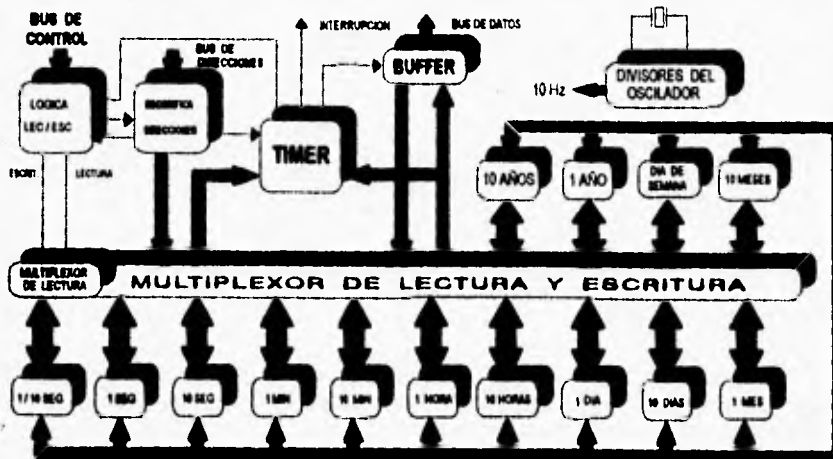 BUS DE
CONTROL
LOGICA
LEC / ESC
BUS DE
DIRECCIONES
DIRECCIONES
INTERRUPCION
TIMER
BUS DE DATOS
BUFFER
10 Hz
DIVISORES DEL
OSCILADOR
ESCRIT.
LECTURA
10 AÑOS
1 AÑO
DIA DE
SEMANA
10 MESES
MULTIPLEXOR
DE LECTURA
MULTIPLEXOR DE LECTURA Y ESCRITURA
1 / 10 SEG
1 SEG
10 SEG
1 MIN
10 MIN
1 HORA
10 HORAS
1 DIA
10 DIAS
1 MES